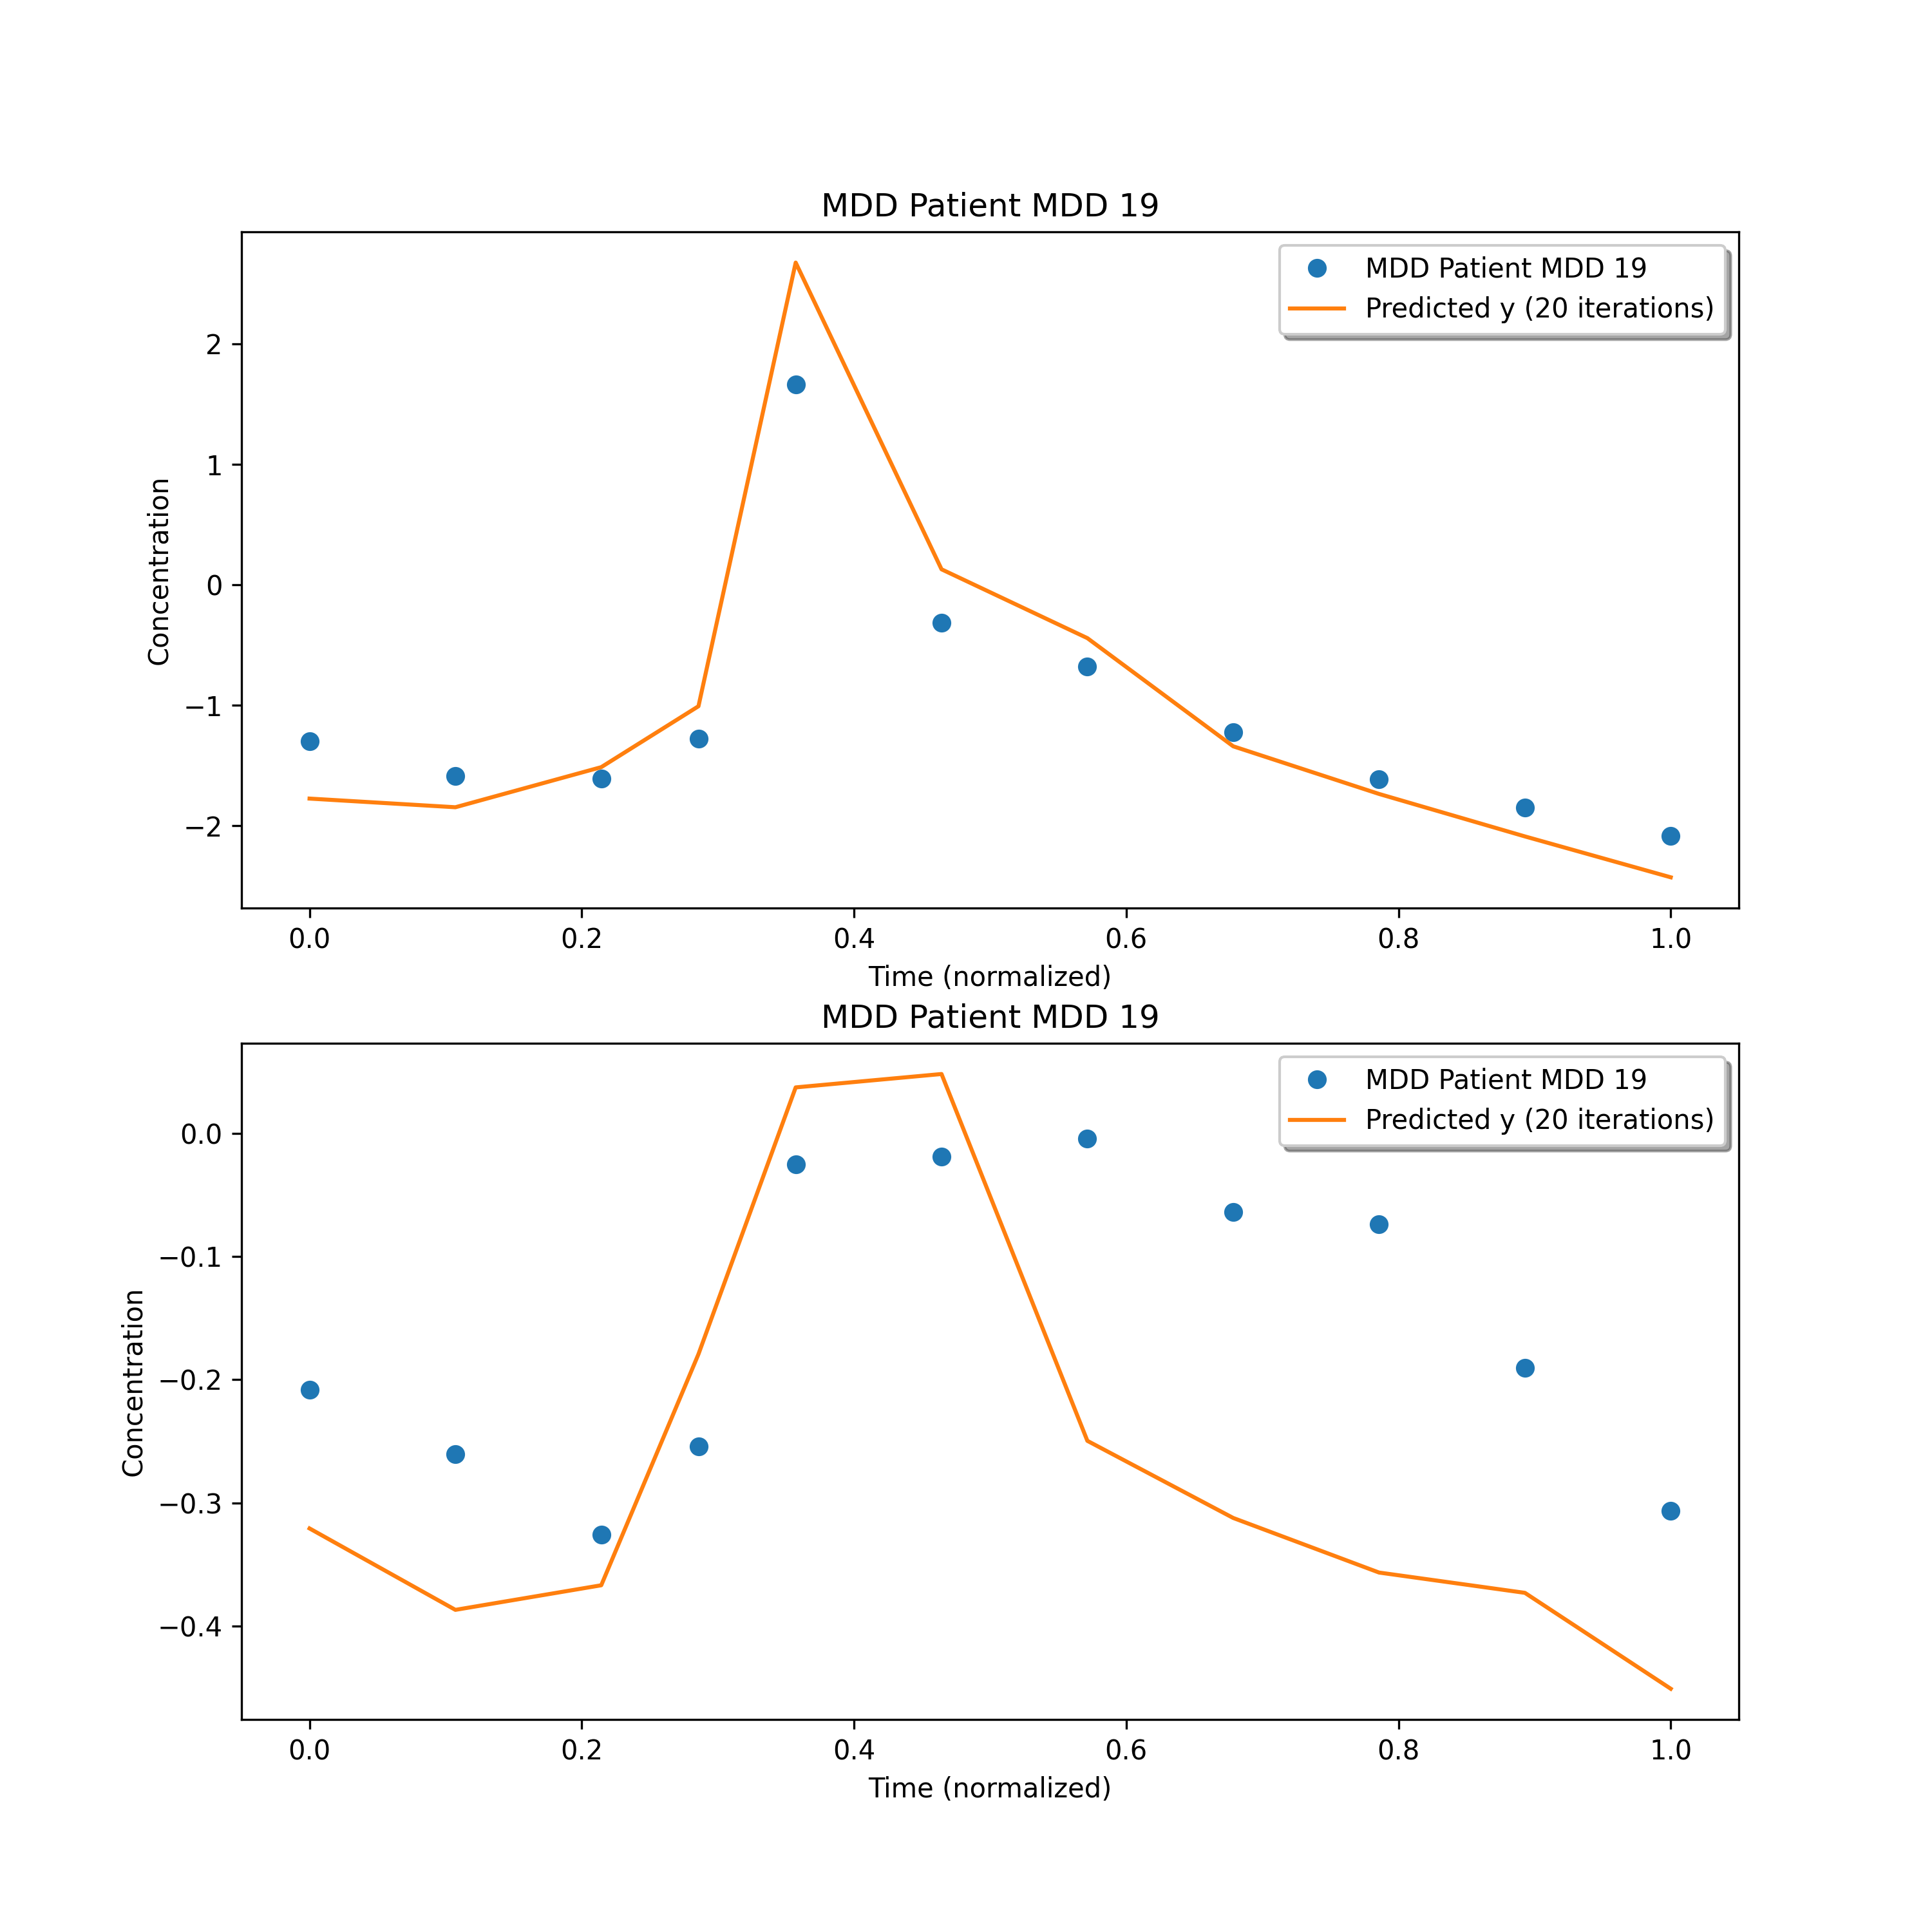 MDD Patient MDD 19
MDD Patient MDD 19
Predicted y (20 iterations)
Concentration
2
1
0
−1
−2
0.0 0.2 0.4 0.6 0.8 1.0
Time (normalized)
MDD Patient MDD 19
MDD Patient MDD 19
Predicted y (20 iterations)
Concentration
0.0
−0.1
−0.2
−0.3
−0.4
0.0 0.2 0.4 0.6 0.8 1.0
Time (normalized)